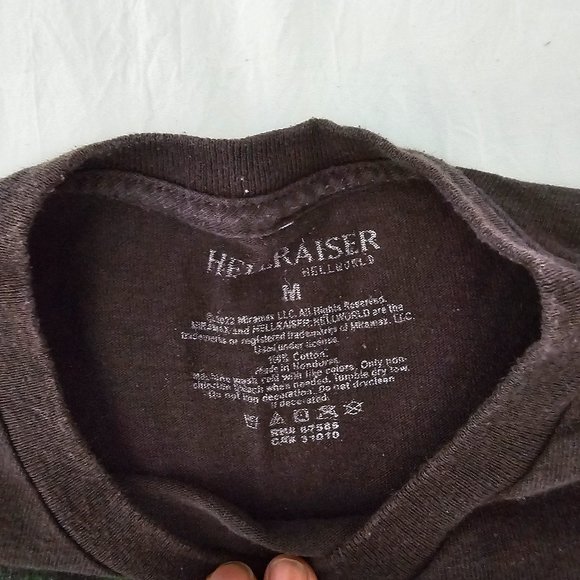 HELLRAISER
HELLWORLD
M
© 2022 Miramax LLC. All Rights Reserved.
MIRAMAX and HELLRAISER: HELLWORLD are the
trademarks or registered trademarks of Miramax, LLC.
Used under license.
100% Cotton.
Made in Honduras.
Machine wash cold with like colors. Only non-
chlorine bleach when needed. Tumble dry low.
Do not iron decoration. Do not dryclean
if decorated.
RN# 67565
CA# 31010